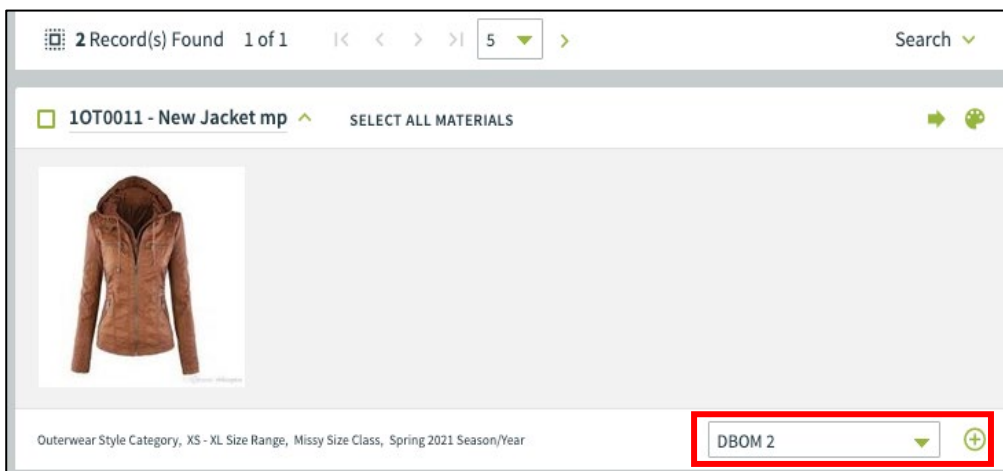 2 Record(s) Found 1 of 1 |< < > >| 5 > Search
1OT0011 - New Jacket mp SELECT ALL MATERIALS
Outerwear Style Category, XS - XL Size Range, Missy Size Class, Spring 2021 Season/Year
DBOM 2